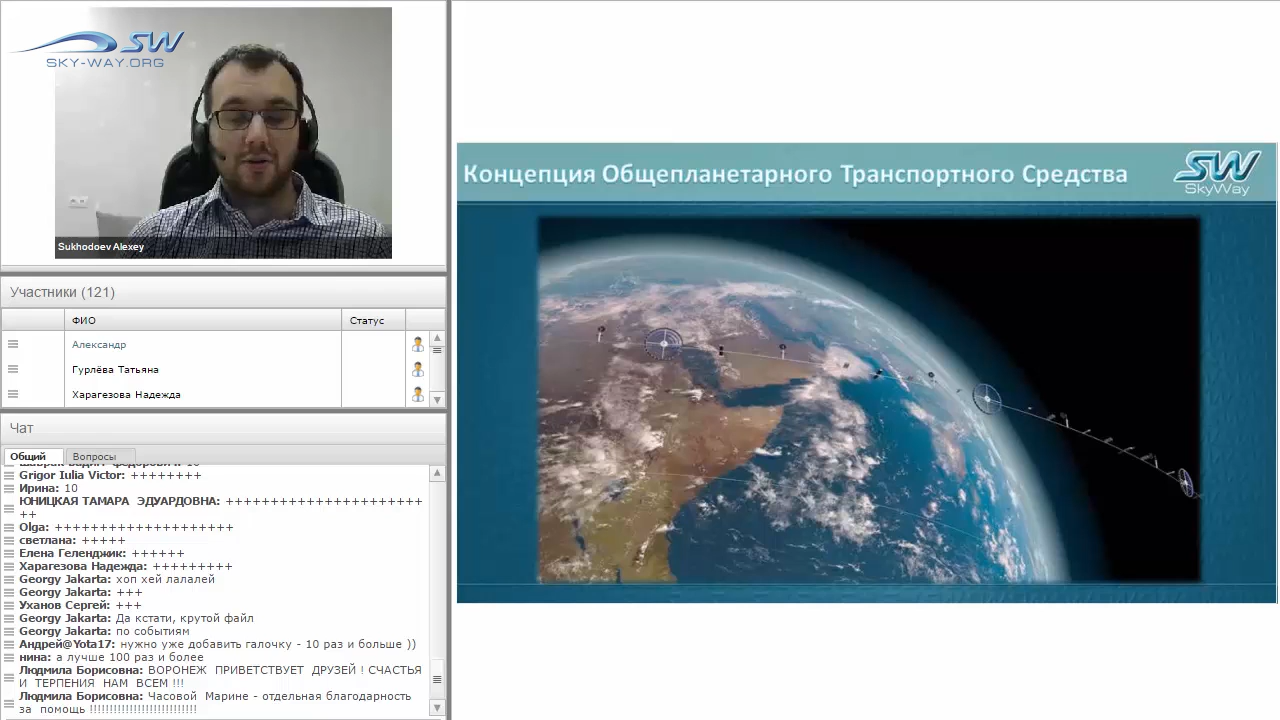 SW
SKY-WAY.ORG
Sukhodoev Alexey
Участники (121)
ФИО
Статус
Александр
Гурлёва Татьяна
Харагезова Надежда
Чат
Общий
Вопросы
Grigor Iulia Victor: ++++++++
Ирина: 10
ЮНИЦКАЯ ТАМАРА ЭДУАРДОВНА: ++++++++++++++++++++++
++
Olga: ++++++++++++++++++++
светлана: +++++
Елена Геленджик: ++++++
Харагезова Надежда: +++++++++
Georgy Jakarta: хоп хей лалалей
Georgy Jakarta: +++
Уханов Сергей: +++
Georgy Jakarta: Да кстати, крутой файл
Georgy Jakarta: по событиям
Андрей@Yota17: нужно уже добавить галочку - 10 раз и больше ))
нина: а лучше 100 раз и более
Людмила Борисовна: ВОРОНЕЖ ПРИВЕТСТВУЕТ ДРУЗЕЙ ! СЧАСТЬЯ
И ТЕРПЕНИЯ НАМ ВСЕМ !!!
Людмила Борисовна: Часовой Марине - отдельная благодарность
за помощь !!!!!!!!!!!!!!!!!!!!!!!!!!!
Концепция Общепланетарного Транспортного Средства
SW
SkyWay